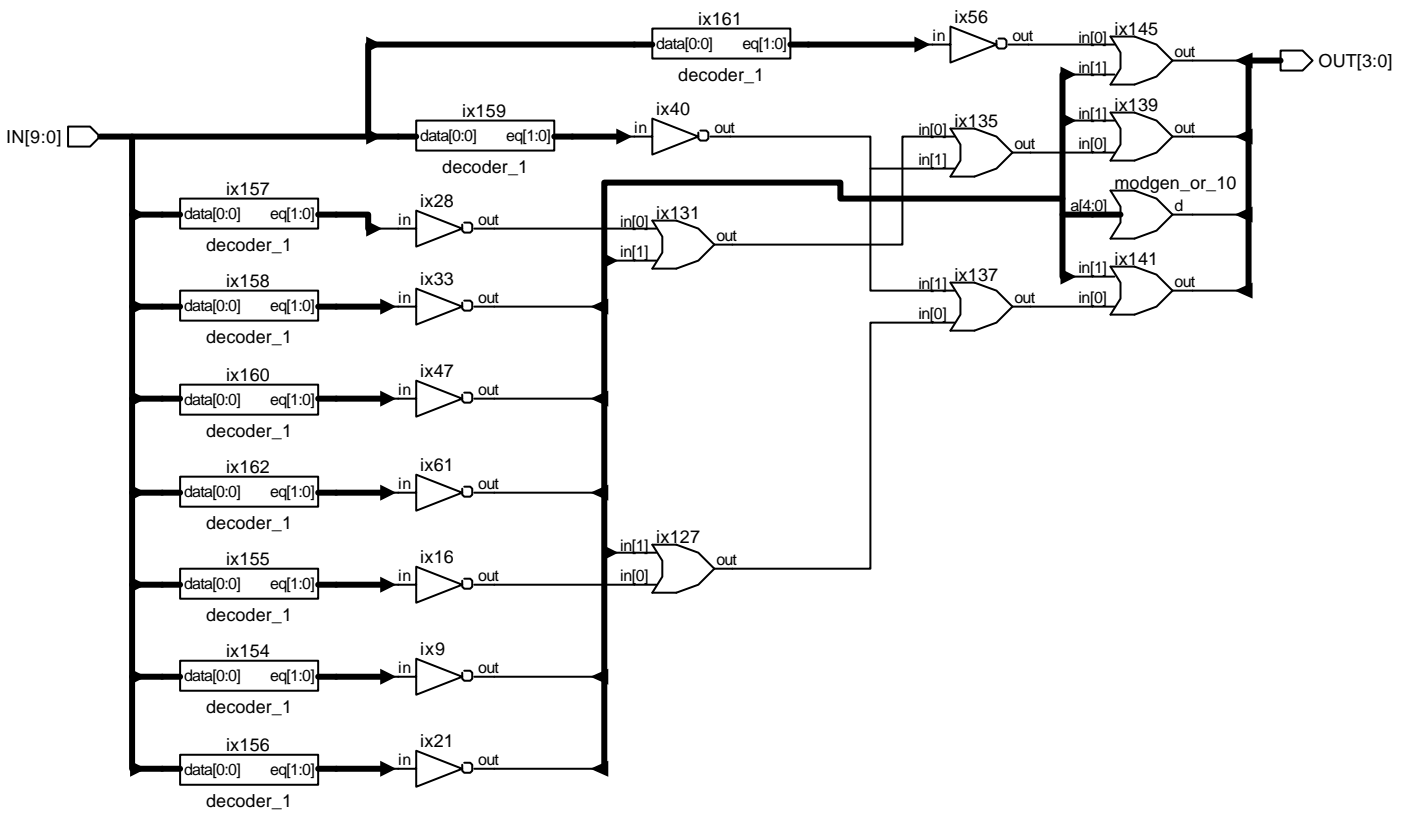 ix161
data[0:0] eq[1:0]
decoder_1
ix56
in out
ix145
in[0] out
in[1]
OUT[3:0]
IN[9:0]
ix159
data[0:0] eq[1:0]
decoder_1
ix40
in out
ix135
in[0] out
in[1]
ix139
in[1] out
in[0]
ix157
data[0:0] eq[1:0]
decoder_1
ix28
in out
ix131
in[0] out
in[1]
modgen_or_10
a[4:0] d
ix158
data[0:0] eq[1:0]
decoder_1
ix33
in out
ix137
in[1] out
in[0]
ix141
in[1] out
in[0]
ix160
data[0:0] eq[1:0]
decoder_1
ix47
in out
ix162
data[0:0] eq[1:0]
decoder_1
ix61
in out
ix155
data[0:0] eq[1:0]
decoder_1
ix16
in out
ix127
in[1] out
in[0]
ix154
data[0:0] eq[1:0]
decoder_1
ix9
in out
ix156
data[0:0] eq[1:0]
decoder_1
ix21
in out